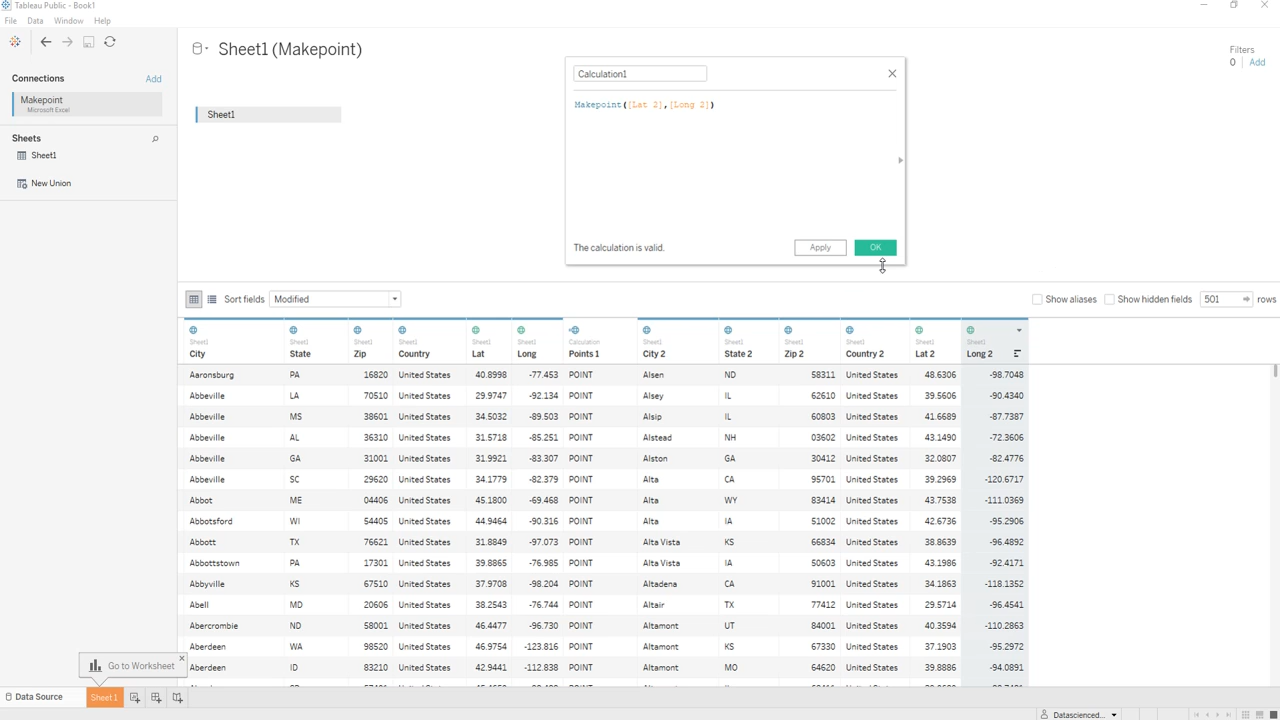 Tableau Public - Book1
File Data Window Help
Connections Add
Makepoint
Microsoft Excel
Sheets
Sheet1
New Union
Sheet1 (Makepoint)
Filters
0 Add
Sheet1
Calculation1
Makepoint([Lat 2],[Long 2])
The calculation is valid. Apply OK
Sort fields Modified Show aliases Show hidden fields 501 rows
Sheet1 Sheet1 Sheet1 Sheet1 Sheet1 Sheet1 Calculation Sheet1 Sheet1 Sheet1 Sheet1 Sheet1 Sheet1
City State Zip Country Lat Long Points 1 City 2 State 2 Zip 2 Country 2 Lat 2 Long 2
Aaronsburg PA 16820 United States 40.8998 -77.453 POINT Alsen ND 58311 United States 48.6306 -98.7048
Abbeville LA 70510 United States 29.9747 -92.134 POINT Alsey IL 62610 United States 39.5606 -90.4340
Abbeville MS 38601 United States 34.5032 -89.503 POINT Alsip IL 60803 United States 41.6689 -87.7387
Abbeville AL 36310 United States 31.5718 -85.251 POINT Alstead NH 03602 United States 43.1490 -72.3606
Abbeville GA 31001 United States 31.9921 -83.307 POINT Alston GA 30412 United States 32.0807 -82.4776
Abbeville SC 29620 United States 34.1779 -82.379 POINT Alta CA 95701 United States 39.2969 -120.6717
Abbot ME 04406 United States 45.1800 -69.468 POINT Alta WY 83414 United States 43.7538 -111.0369
Abbotsford WI 54405 United States 44.9464 -90.316 POINT Alta IA 51002 United States 42.6736 -95.2906
Abbott TX 76621 United States 31.8849 -97.073 POINT Alta Vista KS 66834 United States 38.8639 -96.4892
Abbottstown PA 17301 United States 39.8865 -76.985 POINT Alta Vista IA 50603 United States 43.1986 -92.4171
Abbyville KS 67510 United States 37.9708 -98.204 POINT Altadena CA 91001 United States 34.1863 -118.1352
Abell MD 20606 United States 38.2543 -76.744 POINT Altair TX 77412 United States 29.5714 -96.4541
Abercrombie ND 58001 United States 46.4477 -96.730 POINT Altamont UT 84001 United States 40.3594 -110.2863
Aberdeen WA 98520 United States 46.9754 -123.816 POINT Altamont KS 67330 United States 37.1903 -95.2972
Aberdeen ID 83210 United States 42.9441 -112.838 POINT Altamont MO 64620 United States 39.8886 -94.0891
Go to Worksheet
Data Source Sheet 1
Datascienced...